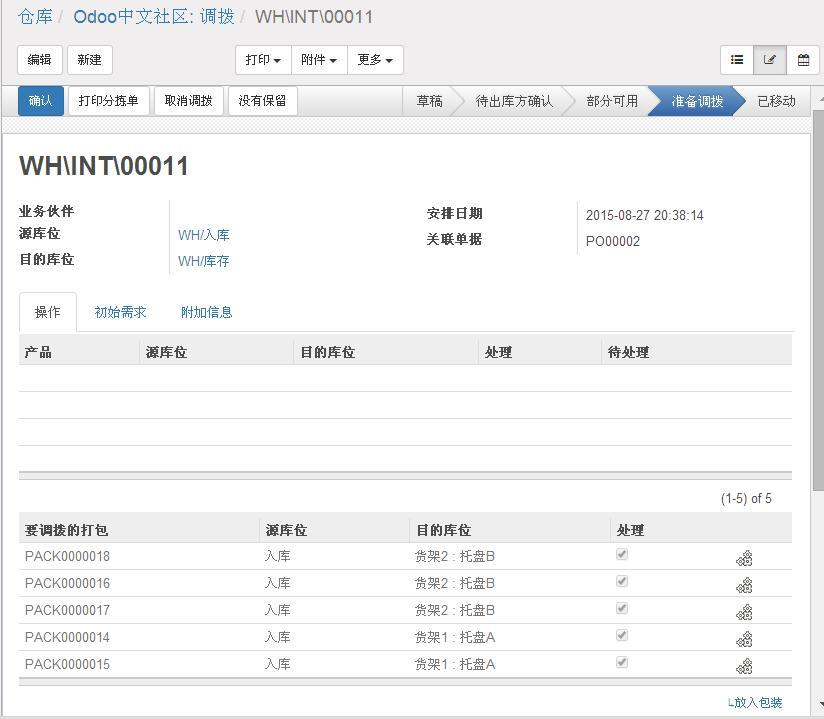 仓库 / Odoo中文社区: 调拨 / WH\INT\00011
编辑 新建 打印 附件 更多
确认 打印分拣单 取消调拨 没有保留 草稿 待出库方确认 部分可用 准备调拨 已移动
WH\INT\00011
业务伙伴
源库位 WH/入库
目的库位 WH/库存
安排日期 2015-08-27 20:38:14
关联单据 PO00002
操作 初始需求 附加信息
产品 源库位 目的库位 处理 待处理
(1-5) of 5
要调拨的打包 源库位 目的库位 处理
PACK0000018 入库 货架2 : 托盘B
PACK0000016 入库 货架2 : 托盘B
PACK0000017 入库 货架2 : 托盘B
PACK0000014 入库 货架1 : 托盘A
PACK0000015 入库 货架1 : 托盘A
└放入包装